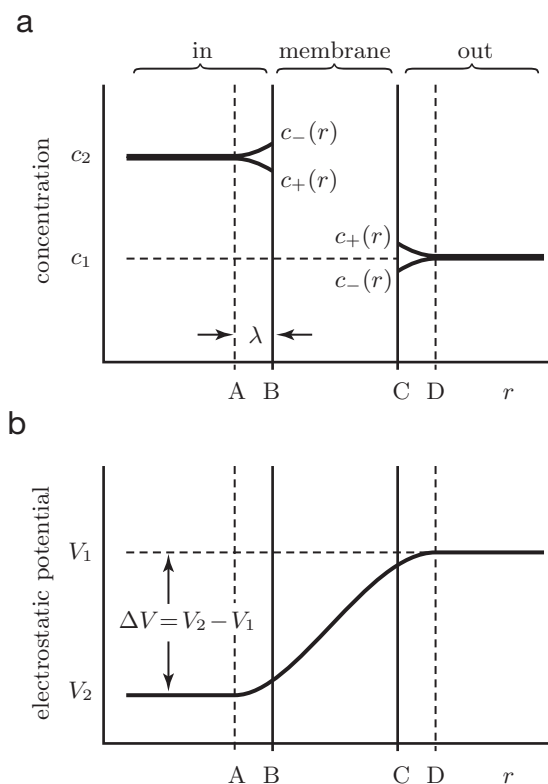 a
in membrane out
c₋(r)
c₂
c₊(r)
c₊(r)
c₁
c₋(r)
λ
concentration
A B C D r
b
V₁
ΔV = V₂ − V₁
V₂
electrostatic potential
A B C D r